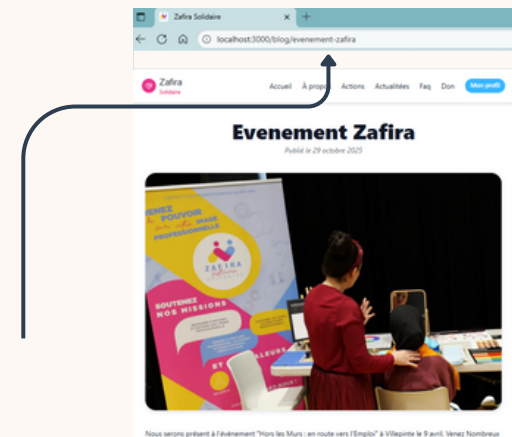 Zafira Solidaire
localhost:3000/blog/evenement-zafira
Zafira
Solidaire
Accueil À propos Actions Actualités Faq Don Mon profil
Evenement Zafira
Publié le 29 octobre 2025
POUVOIR
IMAGE
PROFESSIONNELLE
ZAFIRA
SOUTENEZ
NOS MISSIONS
ET
Nous serons présent à l'événement "Hors les Murs : en route vers l'Emploi" à Villepinte le 9 avril. Venez Nombreux